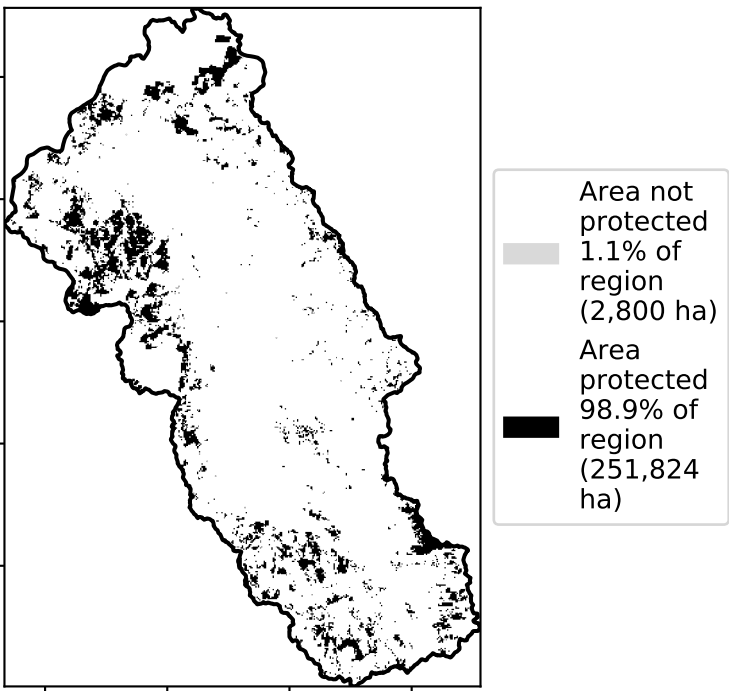 Area not
protected
1.1% of
region
(2,800 ha)
Area
protected
98.9% of
region
(251,824
ha)